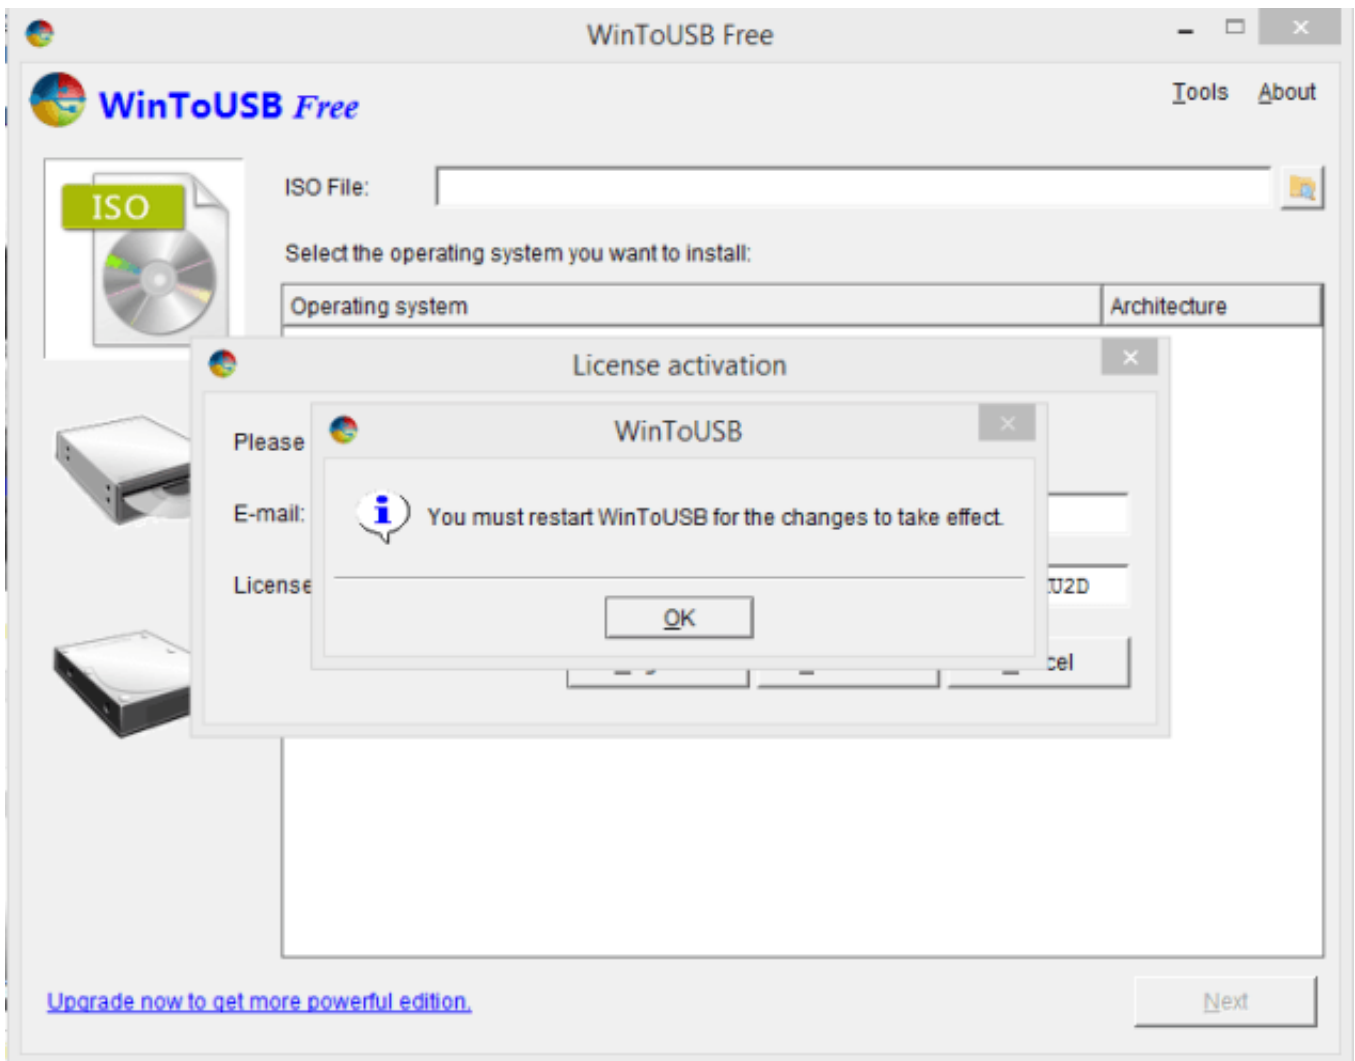 WinToUSB Free
WinToUSB Free
Tools About
ISO
ISO File:
Select the operating system you want to install:
Operating system Architecture
License activation
Please
WinToUSB
E-mail:
You must restart WinToUSB for the changes to take effect.
License
U2D
OK
cel
Upgrade now to get more powerful edition.
Next